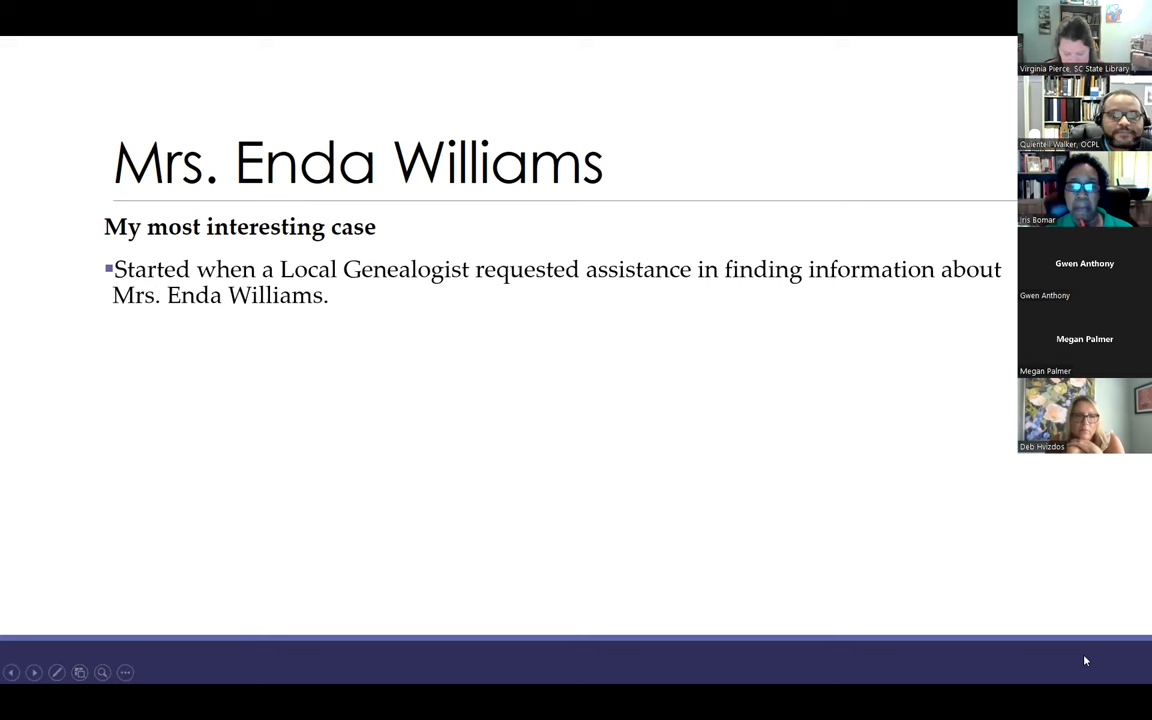 Mrs. Enda Williams
My most interesting case
Started when a Local Genealogist requested assistance in finding information about
Mrs. Enda Williams.
Virginia Pierce, SC State Library
Quientell Walker, OCPL
Iris Bomar
Gwen Anthony
Gwen Anthony
Megan Palmer
Megan Palmer
Deb Hvizdos